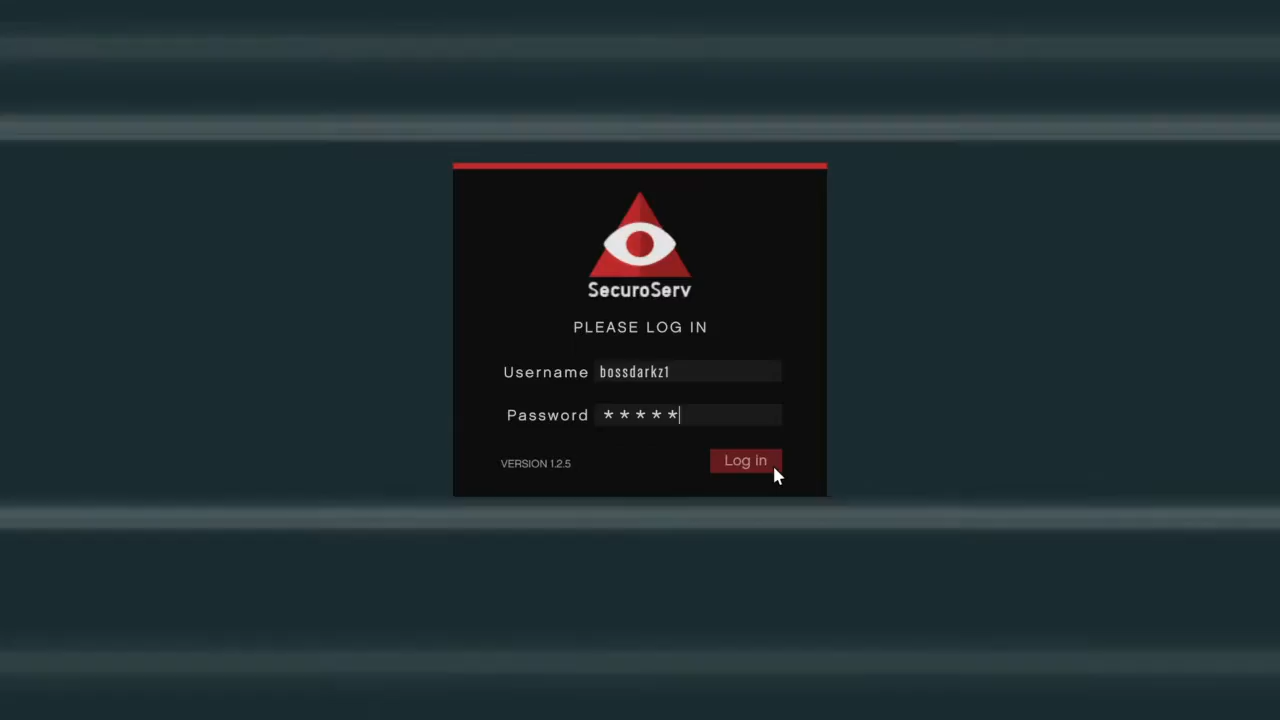 SecuroServ
PLEASE LOG IN
Username bossdarkz1
Password *****
VERSION 1.2.5 Log in